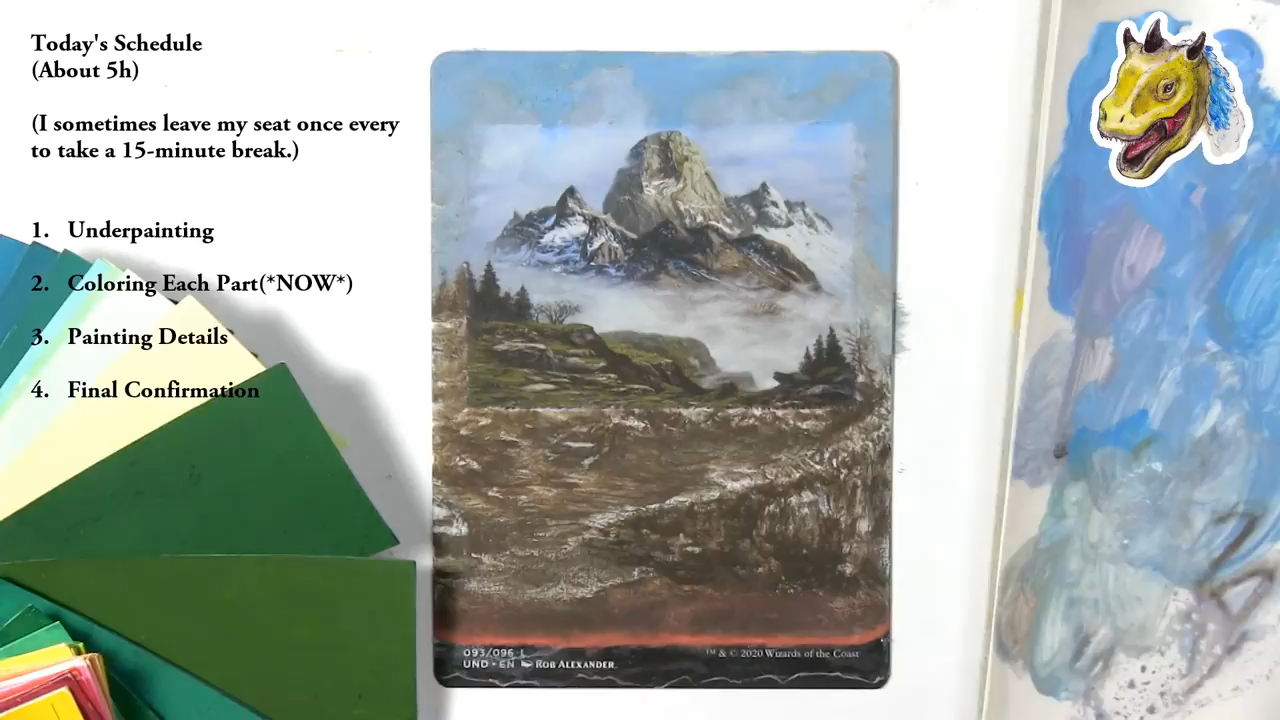 Today's Schedule
(About 5h)
(I sometimes leave my seat once every
to take a 15-minute break.)
1. Underpainting
2. Coloring Each Part(*NOW*)
3. Painting Details
4. Final Confirmation
093/096 L
UND • EN Rob Alexander
™ & © 2020 Wizards of the Coast